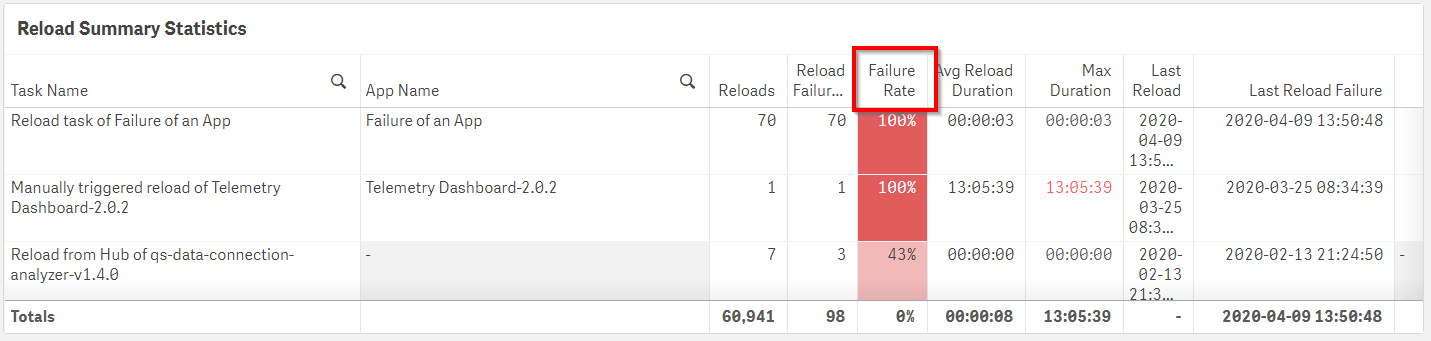 Reload Summary Statistics
Task Name App Name Reloads Reload Failur... Failure Rate Avg Reload Duration Max Duration Last Reload Last Reload Failure
Reload task of Failure of an App Failure of an App 70 70 100% 00:00:03 00:00:03 2020-04-09 13:5... 2020-04-09 13:50:48
Manually triggered reload of Telemetry Dashboard-2.0.2 Telemetry Dashboard-2.0.2 1 1 100% 13:05:39 13:05:39 2020-03-25 08:3... 2020-03-25 08:34:39
Reload from Hub of qs-data-connection-analyzer-v1.4.0 - 7 3 43% 00:00:00 00:00:00 2020-02-13 21:3... 2020-02-13 21:24:50 -
Totals 60,941 98 0% 00:00:08 13:05:39 - 2020-04-09 13:50:48